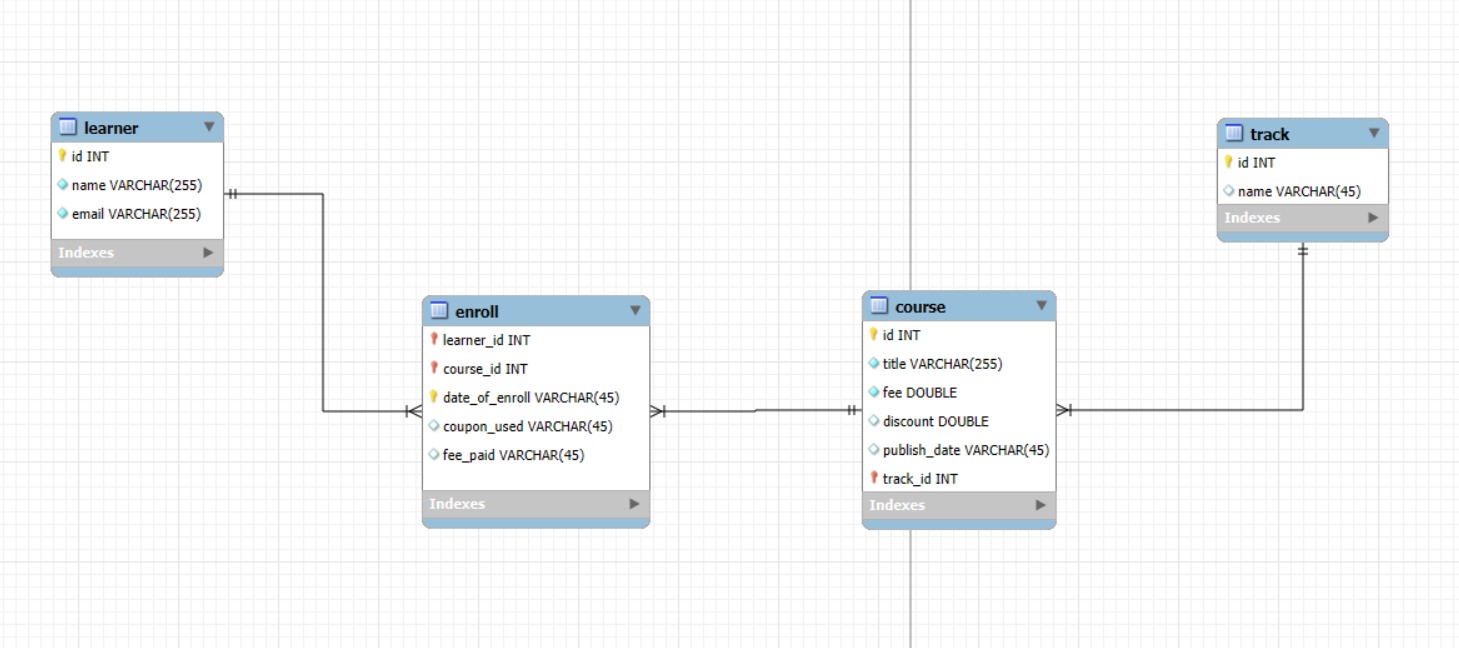 learner
id INT
name VARCHAR(255)
email VARCHAR(255)
Indexes
enroll
learner_id INT
course_id INT
date_of_enroll VARCHAR(45)
coupon_used VARCHAR(45)
fee_paid VARCHAR(45)
Indexes
course
id INT
title VARCHAR(255)
fee DOUBLE
discount DOUBLE
publish_date VARCHAR(45)
track_id INT
Indexes
track
id INT
name VARCHAR(45)
Indexes